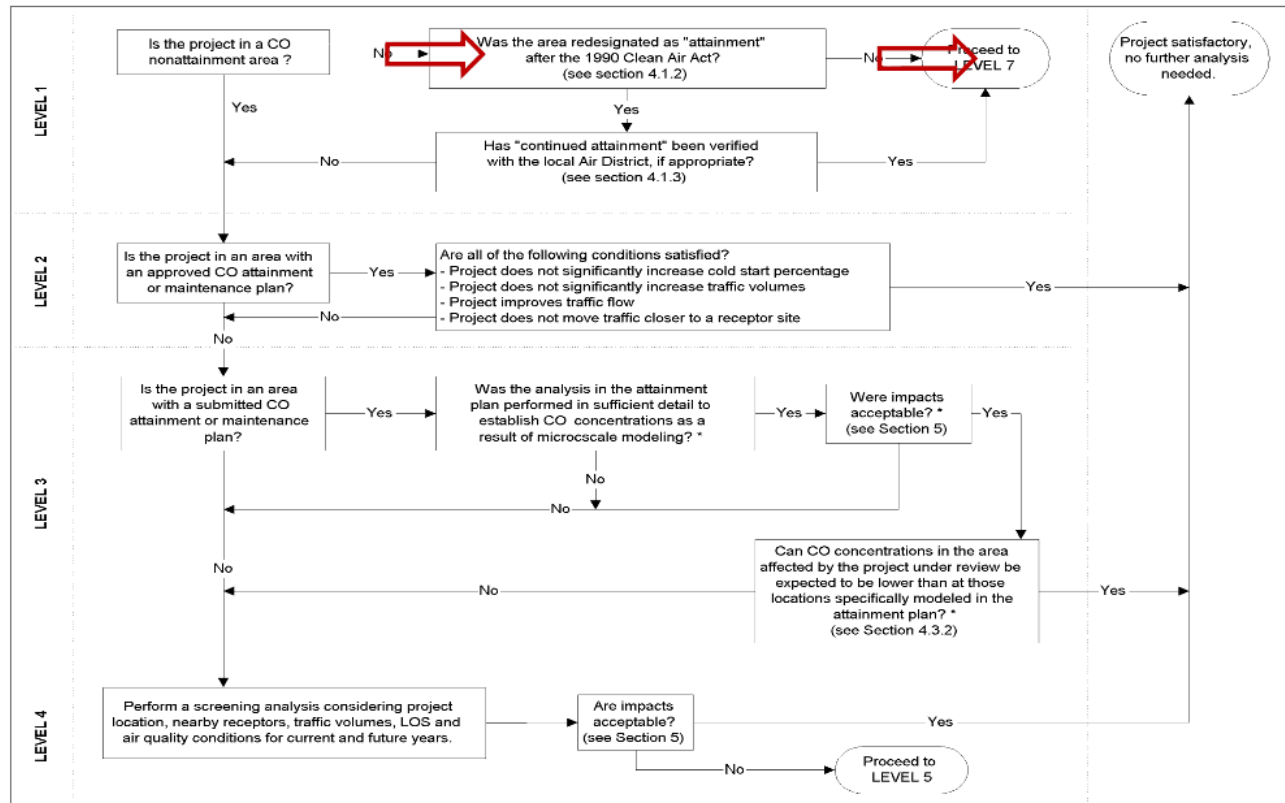 LEVEL 1
Is the project in a CO
nonattainment area ?
No
Was the area redesignated as "attainment"
after the 1990 Clean Air Act?
(see section 4.1.2)
No
Proceed to
LEVEL 7
Project satisfactory,
no further analysis
needed.
Yes
Yes
No
Has "continued attainment" been verified
with the local Air District, if appropriate?
(see section 4.1.3)
Yes
LEVEL 2
Is the project in an area with
an approved CO attainment
or maintenance plan?
Yes
Are all of the following conditions satisfied?
- Project does not significantly increase cold start percentage
- Project does not significantly increase traffic volumes
- Project improves traffic flow
- Project does not move traffic closer to a receptor site
Yes
No
No
LEVEL 3
Is the project in an area
with a submitted CO
attainment or maintenance
plan?
Yes
Was the analysis in the attainment
plan performed in sufficient detail to
establish CO concentrations as a
result of microcscale modeling? *
Yes
Were impacts
acceptable? *
(see Section 5)
Yes
No
No
No
Can CO concentrations in the area
affected by the project under review be
expected to be lower than at those
locations specifically modeled in the
attainment plan? *
(see Section 4.3.2)
No
Yes
LEVEL 4
Perform a screening analysis considering project
location, nearby receptors, traffic volumes, LOS and
air quality conditions for current and future years.
Are impacts
acceptable?
(see Section 5)
Yes
No
Proceed to
LEVEL 5